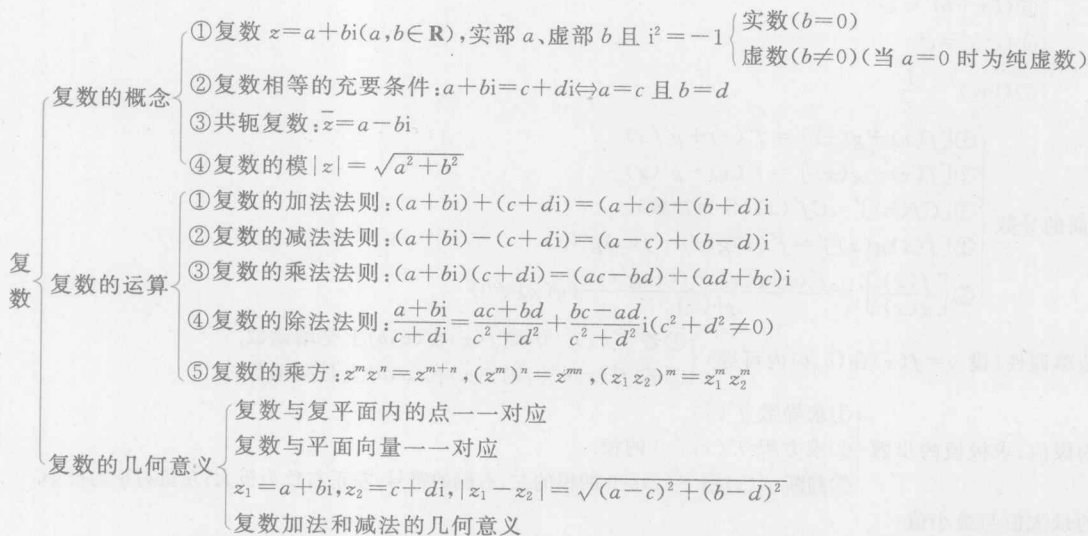 复数
复数的概念
①复数 z=a+bi(a,b∈R),实部 a、虚部 b 且 i²=-1
实数(b=0)
虚数(b≠0)(当 a=0 时为纯虚数)
②复数相等的充要条件:a+bi=c+di⇔a=c 且 b=d
③共轭复数:z̅=a-bi
④复数的模|z|=√(a²+b²)
复数的运算
①复数的加法法则:(a+bi)+(c+di)=(a+c)+(b+d)i
②复数的减法法则:(a+bi)-(c+di)=(a-c)+(b-d)i
③复数的乘法法则:(a+bi)(c+di)=(ac-bd)+(ad+bc)i
④复数的除法法则:(a+bi)/(c+di)=(ac+bd)/(c²+d²)+(bc-ad)/(c²+d²)i(c²+d²≠0)
⑤复数的乘方:zᵐzⁿ=zᵐ⁺ⁿ,(zᵐ)ⁿ=zᵐⁿ,(z₁z₂)ᵐ=z₁ⁿz₂ⁿ
复数的几何意义
复数与复平面内的点一一对应
复数与平面向量一一对应
z₁=a+bi,z₂=c+di,|z₁-z₂|=√((a-c)²+(b-d)²)
复数加法和减法的几何意义